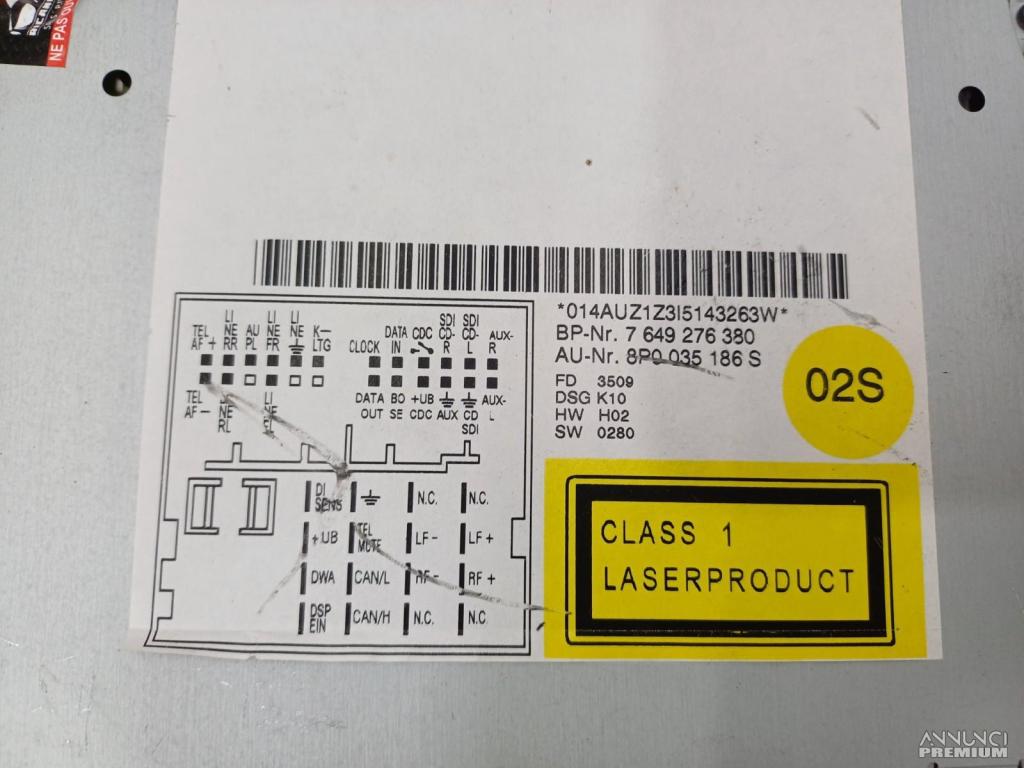 NE PAS OU
*014AUZ1Z3I5143263W*
BP-Nr. 7 649 276 380
AU-Nr. 8P0 035 186 S
FD 3509
DSG K10
HW H02
SW 0280
02S
TEL AF +
LI NE RR
AU PL
LI NE FR
LI NE
K- LTG
CLOCK
DATA IN
CDC
SDI CD- R
SDI CD- L
AUX- R
TEL AF -
NE RL
LI NE
DATA OUT
BO SE
+UB CDC
AUX
CD SDI
AUX- L
DI SENS
N.C.
N.C.
+UB
TEL MUTE
LF -
LF +
DWA
CAN/L
RF -
RF +
DSP EIN
CAN/H
N.C.
N.C.
CLASS 1
LASERPRODUCT
ANNUNCI
PREMIUM